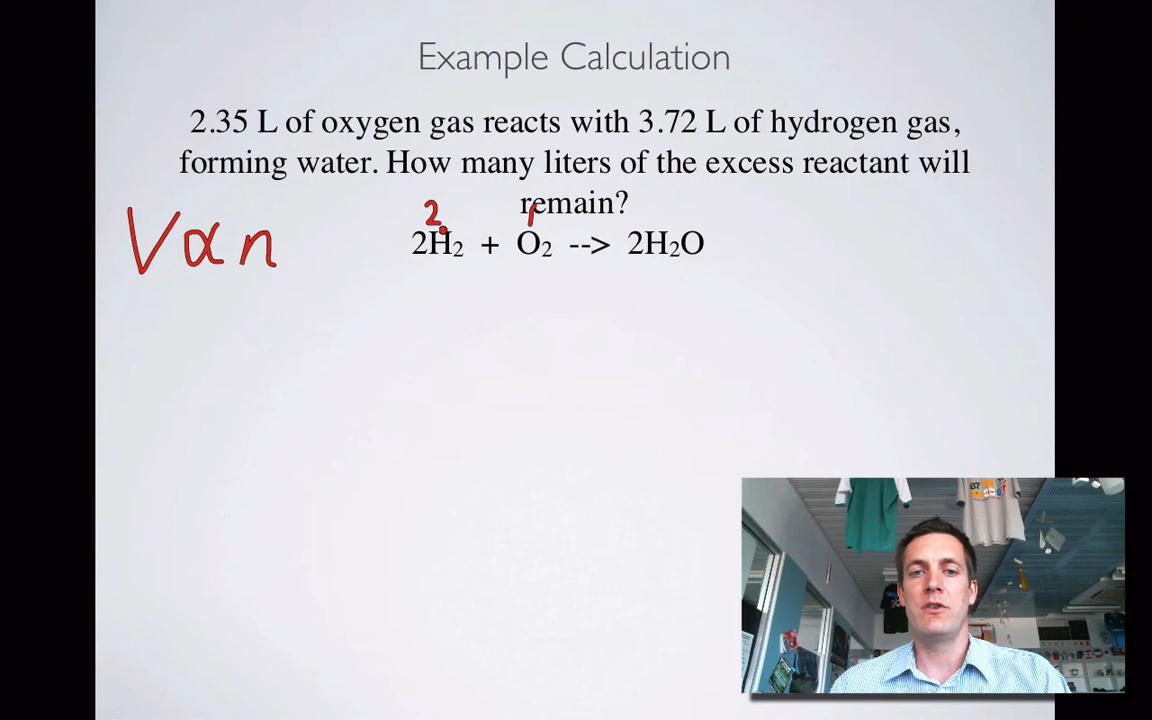 Example Calculation
2.35 L of oxygen gas reacts with 3.72 L of hydrogen gas,
forming water. How many liters of the excess reactant will
remain?
2 1
V α n 2H₂ + O₂ --> 2H₂O